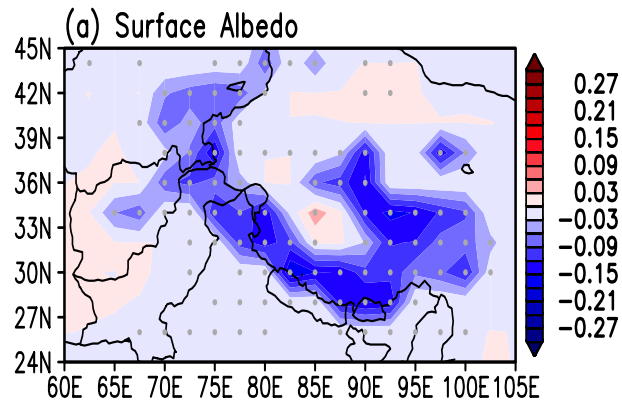 (a) Surface Albedo
45N
42N
39N
36N
33N
30N
27N
24N
60E 65E 70E 75E 80E 85E 90E 95E 100E 105E
0.27
0.21
0.15
0.09
0.03
−0.03
−0.09
−0.15
−0.21
−0.27